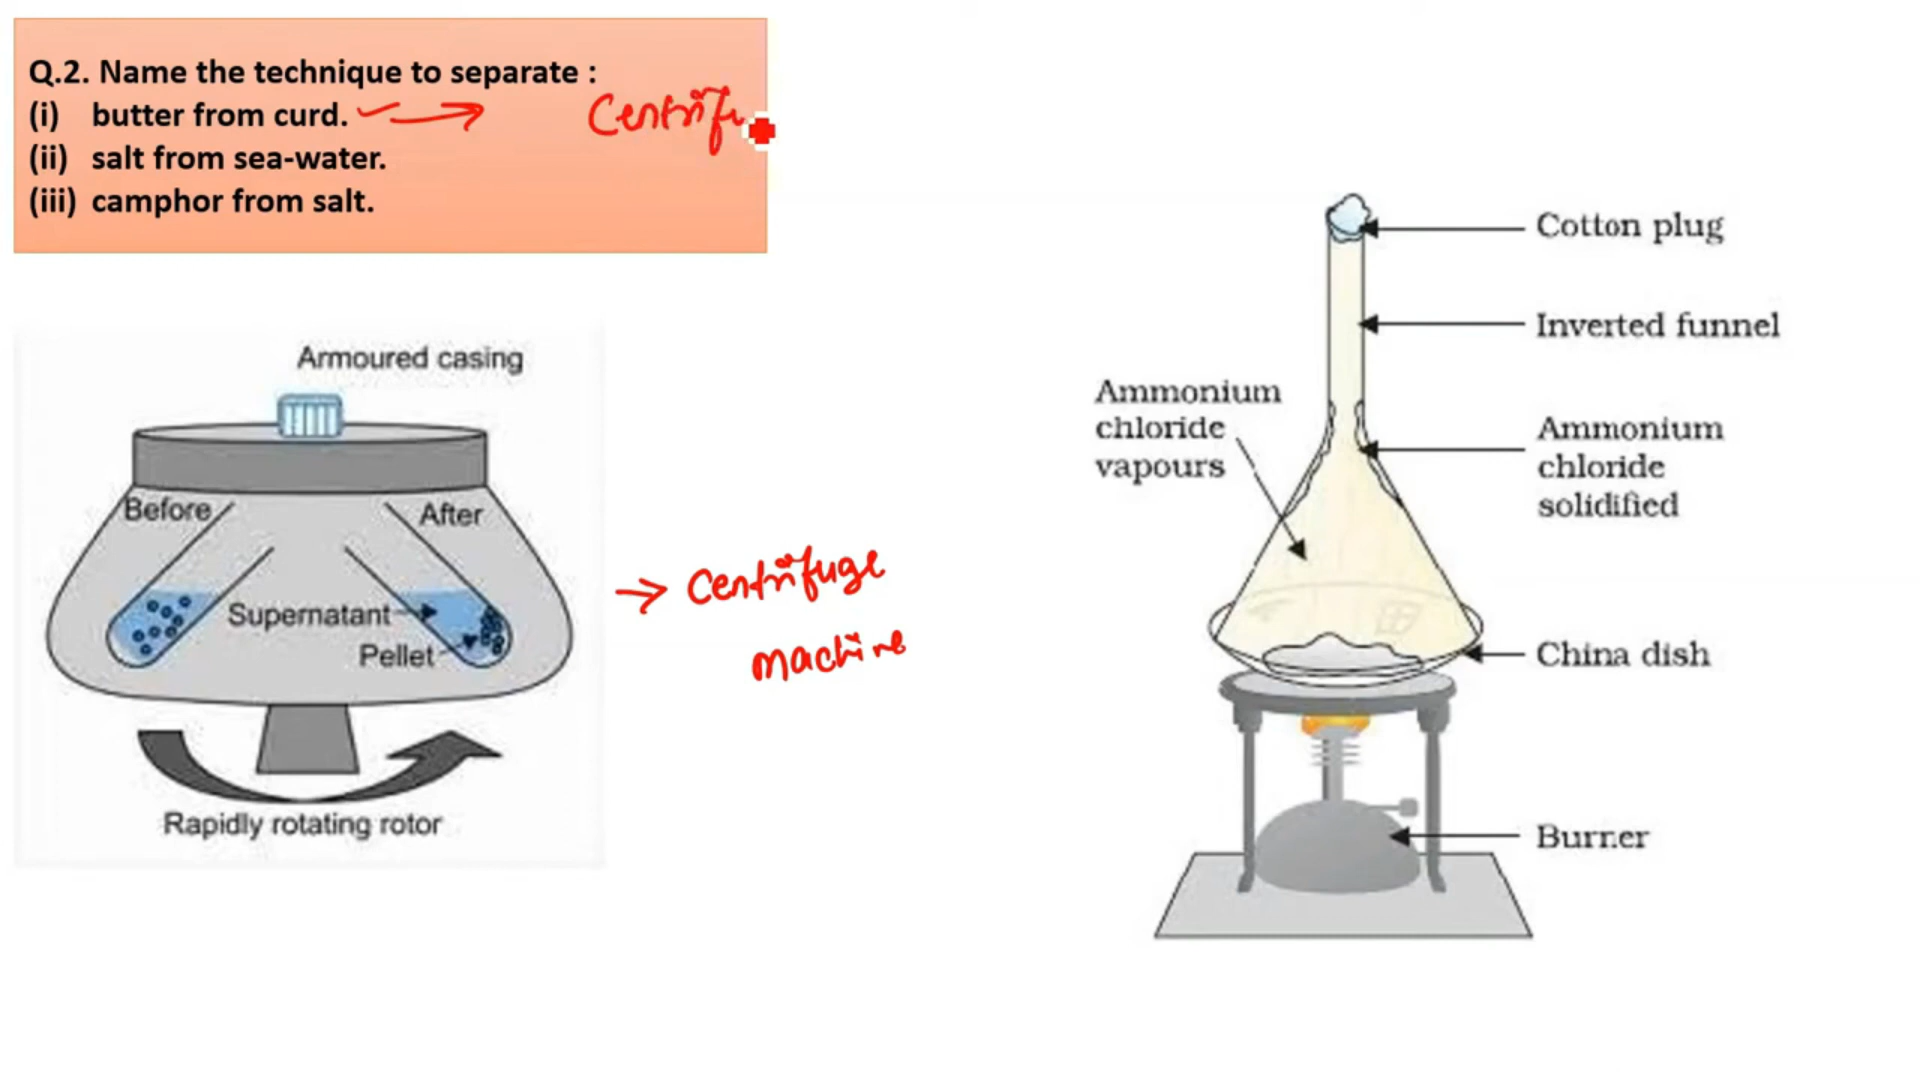 Q.2. Name the technique to separate :
(i) butter from curd. → Centrifu
(ii) salt from sea-water.
(iii) camphor from salt.
Armoured casing
Before
After
Supernatant
Pellet
Rapidly rotating rotor
→ Centrifuge
machine
Cotton plug
Inverted funnel
Ammonium
chloride
vapours
Ammonium
chloride
solidified
China dish
Burner